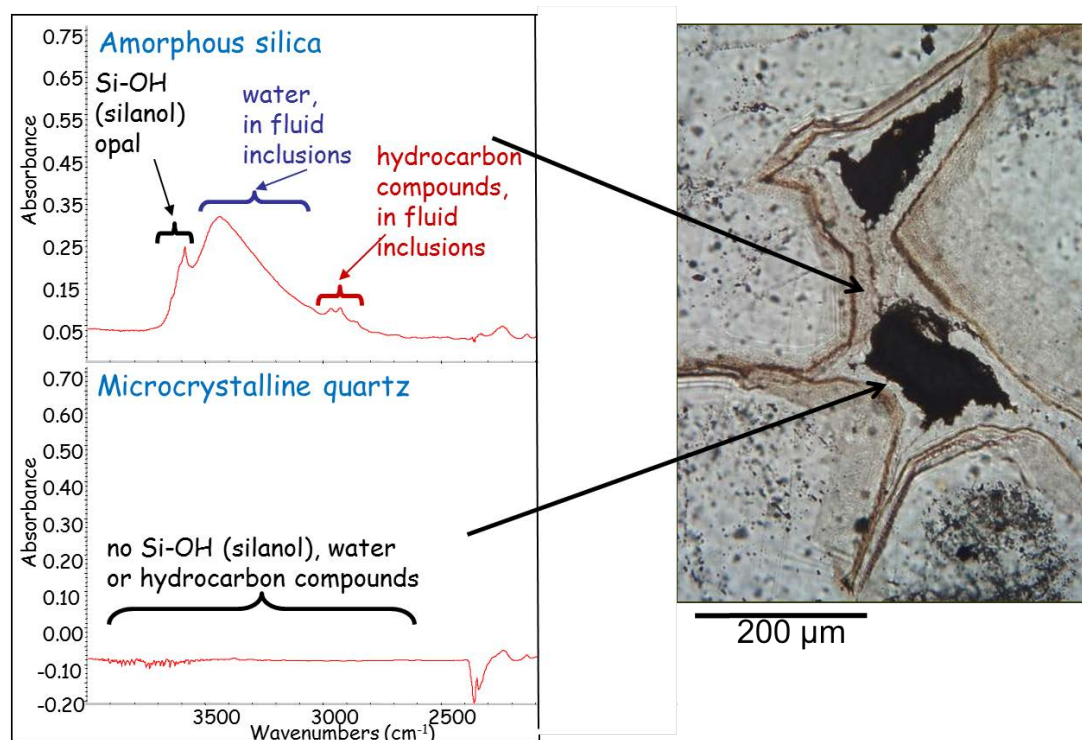 0.75
0.65
0.55
0.45
0.35
0.25
0.15
0.05
Absorbance
Amorphous silica
Si-OH
(silanol)
opal
water,
in fluid
inclusions
hydrocarbon
compounds,
in fluid
inclusions
0.70
0.60
0.50
0.40
0.30
0.20
0.10
0.00
-0.10
-0.20
Absorbance
Microcrystalline quartz
no Si-OH (silanol), water
or hydrocarbon compounds
3500 3000 2500
Wavenumbers (cm⁻¹)
200 µm